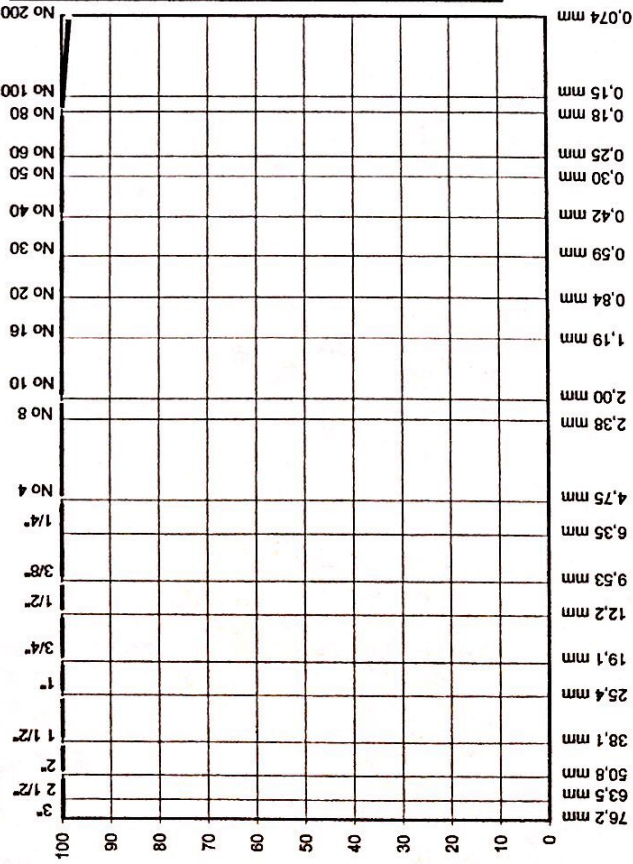 0 10 20 30 40 50 60 70 80 90 100
76,2 mm 3"
63,5 mm 2 1/2"
50,8 mm 2"
38,1 mm 1 1/2"
25,4 mm 1"
19,1 mm 3/4"
12,2 mm 1/2"
9,53 mm 3/8"
6,35 mm 1/4"
4,75 mm No 4
2,38 mm No 8
2,00 mm No 10
1,19 mm No 16
0,84 mm No 20
0,59 mm No 30
0,42 mm No 40
0,30 mm No 50
0,25 mm No 60
0,18 mm No 80
0,15 mm No 100
0,074 mm No 200